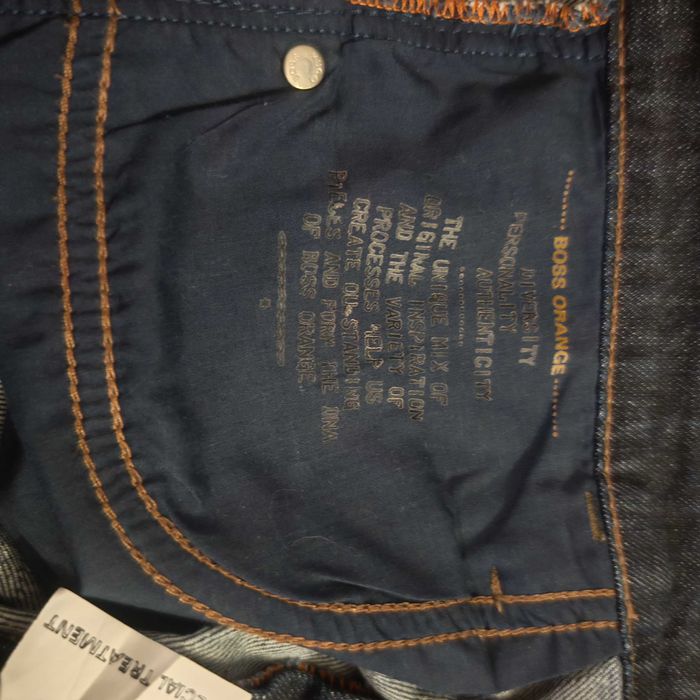 BOSS ORANGE
DIVERSITY
PERSONALITY
AUTHENTICITY
THE UNIQUE MIX OF
ORIGINAL INSPIRATION
AND THE VARIETY OF
PROCESSES HELP US
CREATE OUTSTANDING
PIECES AND FORM THE DNA
OF BOSS ORANGE
ECIAL TREATMENT